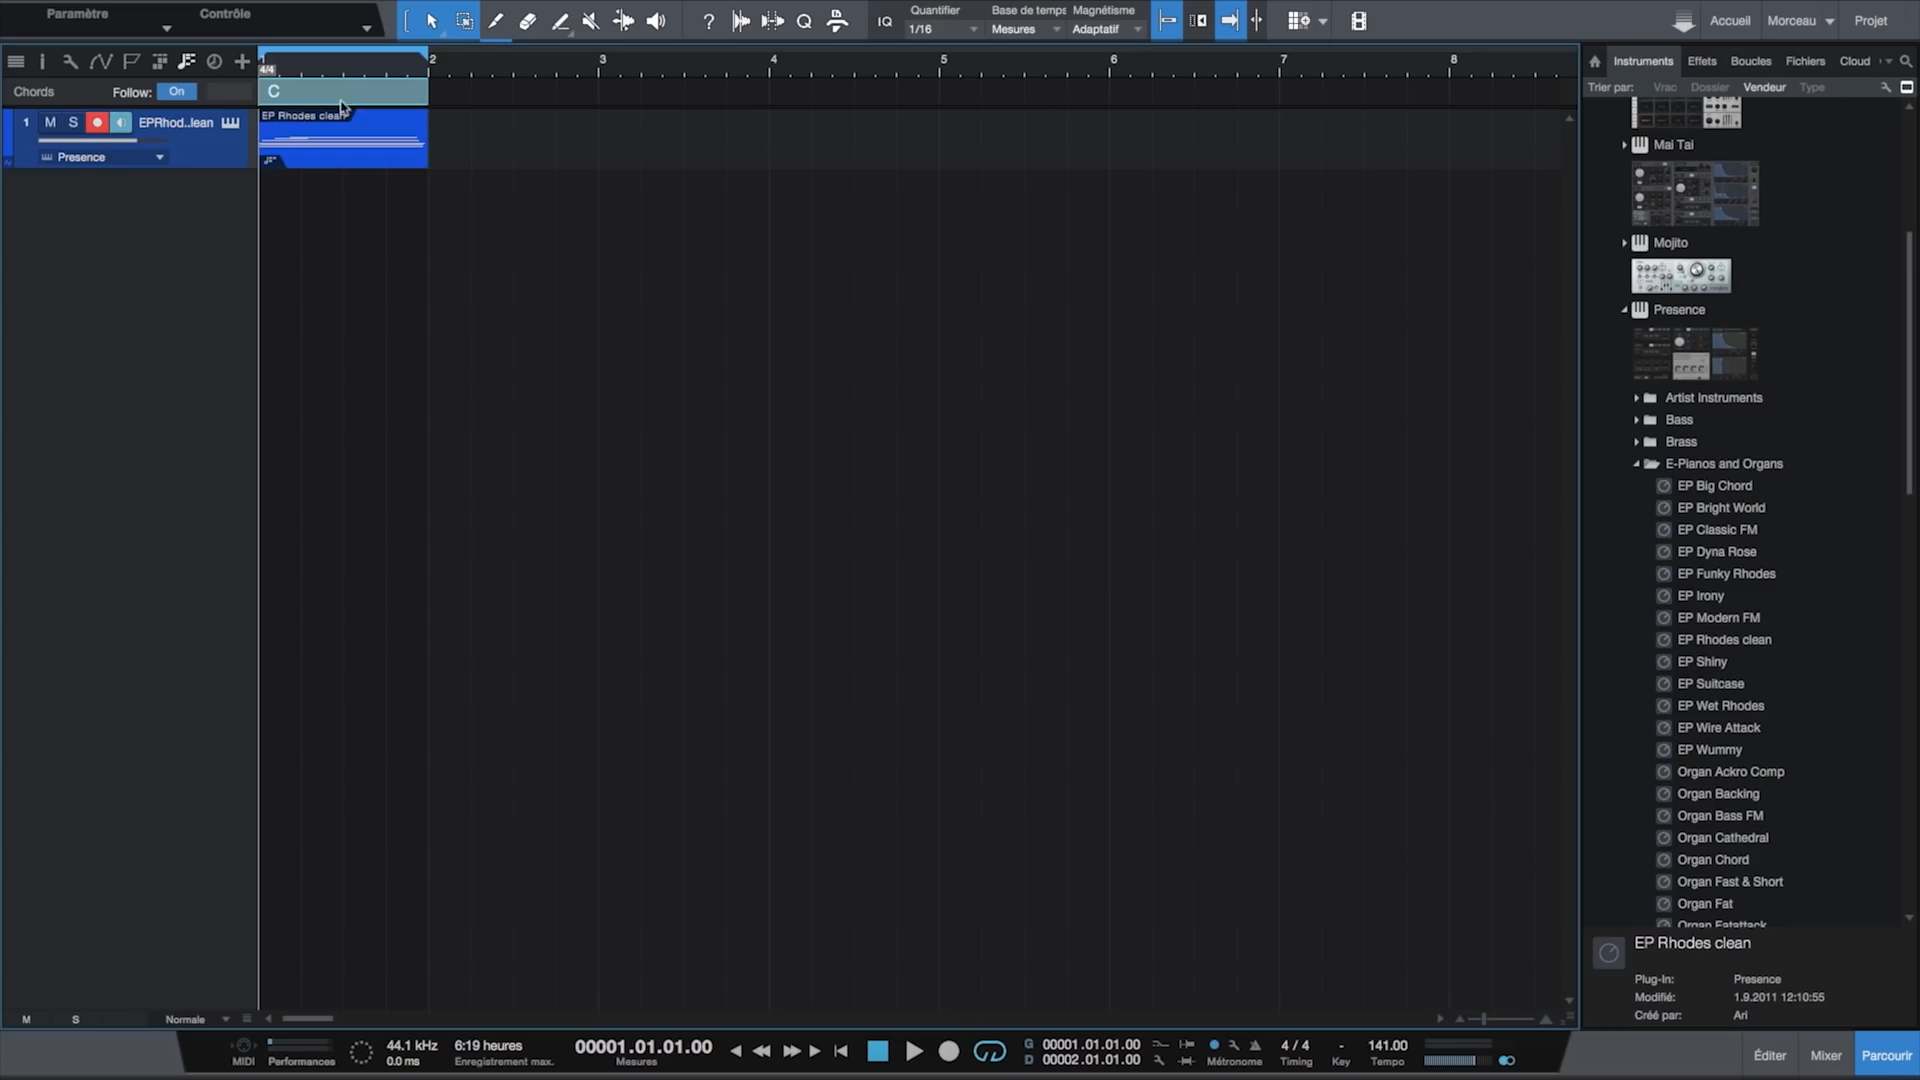 Paramètre
Contrôle
IQ
Quantifier
1/16
Base de temps
Mesures
Magnétisme
Adaptatif
Accueil
Morceau
Projet
1 2 3 4 5 6 7 8
4/4
Chords
Follow:
On
C
1
M
S
EPRhod..lean
Presence
EP Rhodes clean
Instruments
Effets
Boucles
Fichiers
Cloud
Trier par:
Vrac
Dossier
Vendeur
Type
Mai Tai
Mojito
Presence
Artist Instruments
Bass
Brass
E-Pianos and Organs
EP Big Chord
EP Bright World
EP Classic FM
EP Dyna Rose
EP Funky Rhodes
EP Irony
EP Modern FM
EP Rhodes clean
EP Shiny
EP Suitcase
EP Wet Rhodes
EP Wire Attack
EP Wummy
Organ Ackro Comp
Organ Backing
Organ Bass FM
Organ Cathedral
Organ Chord
Organ Fast & Short
Organ Fat
Organ Fatattack
EP Rhodes clean
Plug-In: Presence
Modifié: 1.9.2011 12:10:55
Créé par: Ari
M
S
Normale
MIDI
Performances
44.1 kHz
0.0 ms
6:19 heures
Enregistrement max.
00001.01.01.00
Mesures
G 00001.01.01.00
D 00002.01.01.00
Métronome
4 / 4
Timing
-
Key
141.00
Tempo
Éditer
Mixer
Parcourir